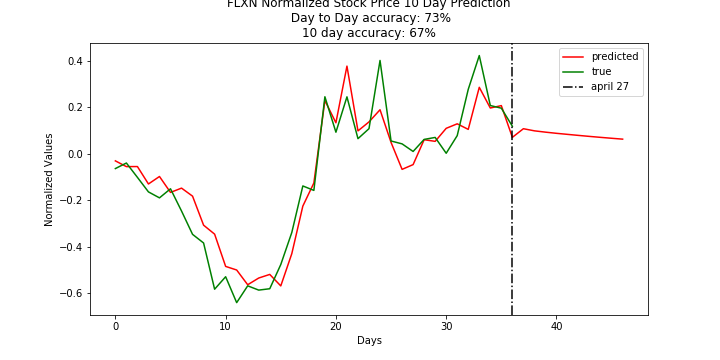 FLXN Normalized Stock Price 10 Day Prediction
Day to Day accuracy: 73%
10 day accuracy: 67%
predicted
true
april 27
Normalized Values
0.4
0.2
0.0
−0.2
−0.4
−0.6
0
10
20
30
40
Days